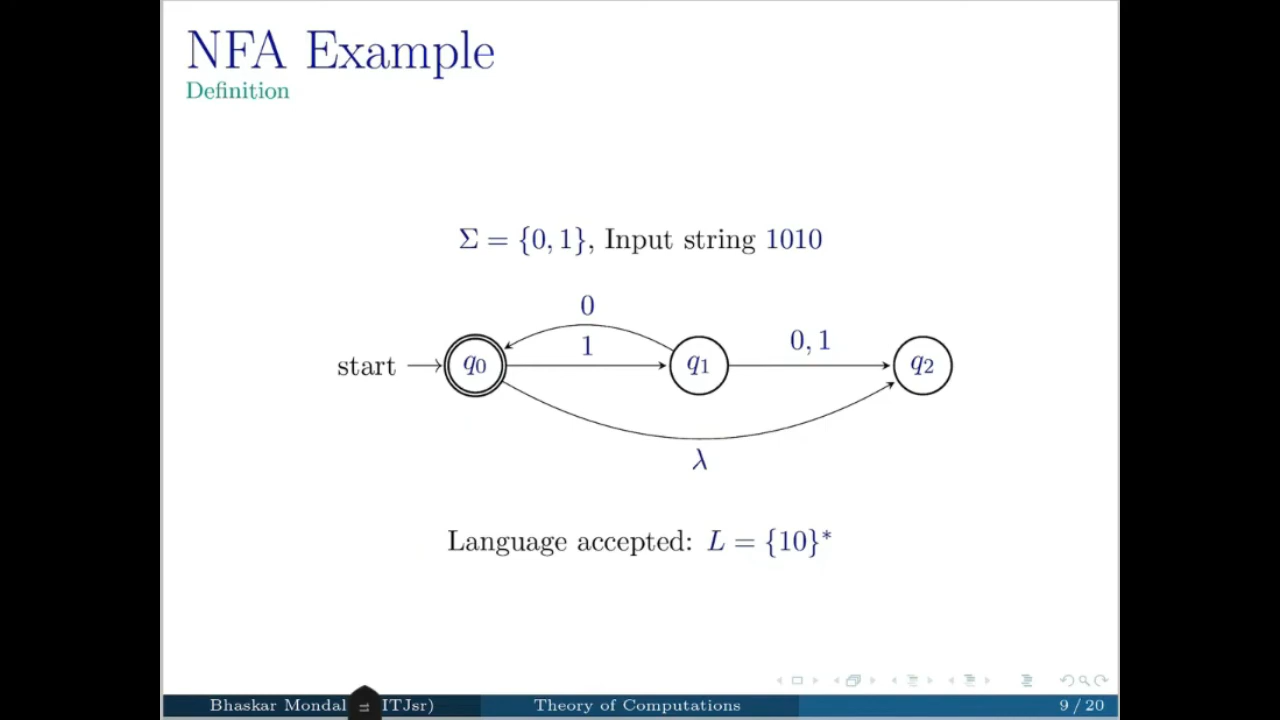 NFA Example
Definition
Σ = {0, 1}, Input string 1010
0
1
0, 1
start
q0
q1
q2
λ
Language accepted: L = {10}*
Bhaskar Mondal ITJsr)
Theory of Computations
9 / 20